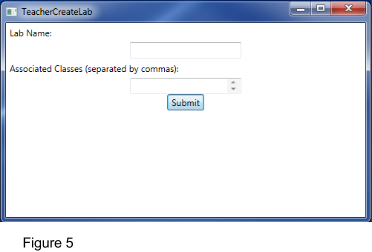 TeacherCreateLab
Lab Name:
Associated Classes (separated by commas):
Submit
Figure 5